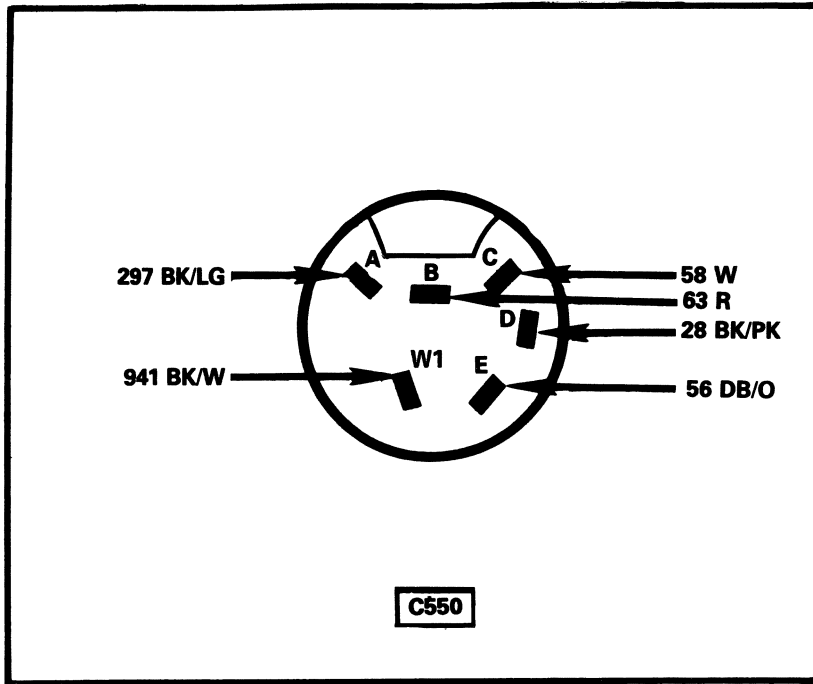 A
B
C
297 BK/LG
58 W
63 R
D
28 BK/PK
W1
E
941 BK/W
56 DB/O
C550